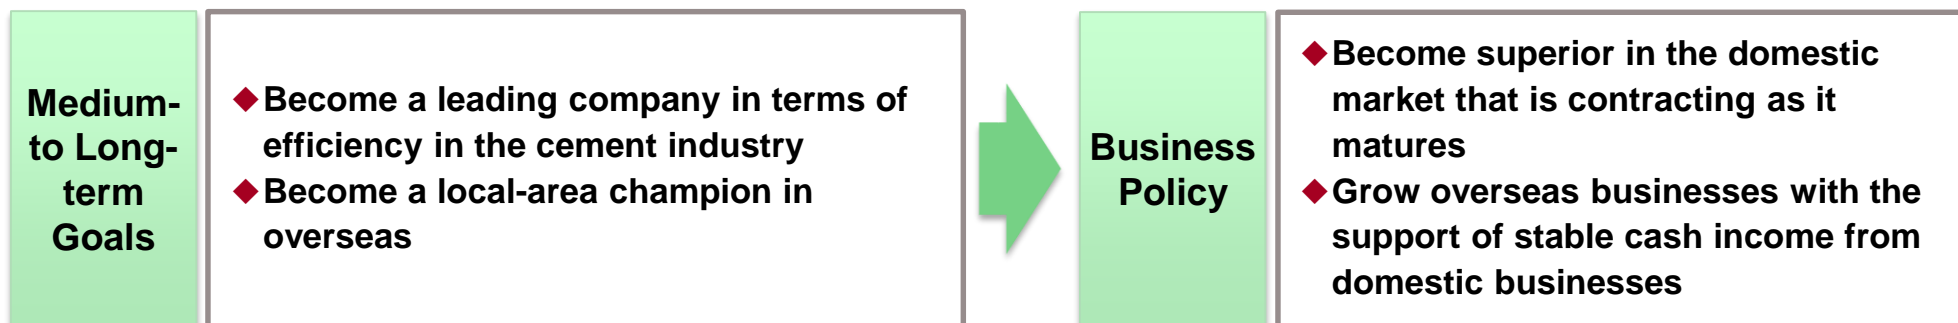 Medium-
to Long-
term
Goals
◆Become a leading company in terms of
efficiency in the cement industry
◆Become a local-area champion in
overseas
Business
Policy
◆Become superior in the domestic
market that is contracting as it
matures
◆Grow overseas businesses with the
support of stable cash income from
domestic businesses